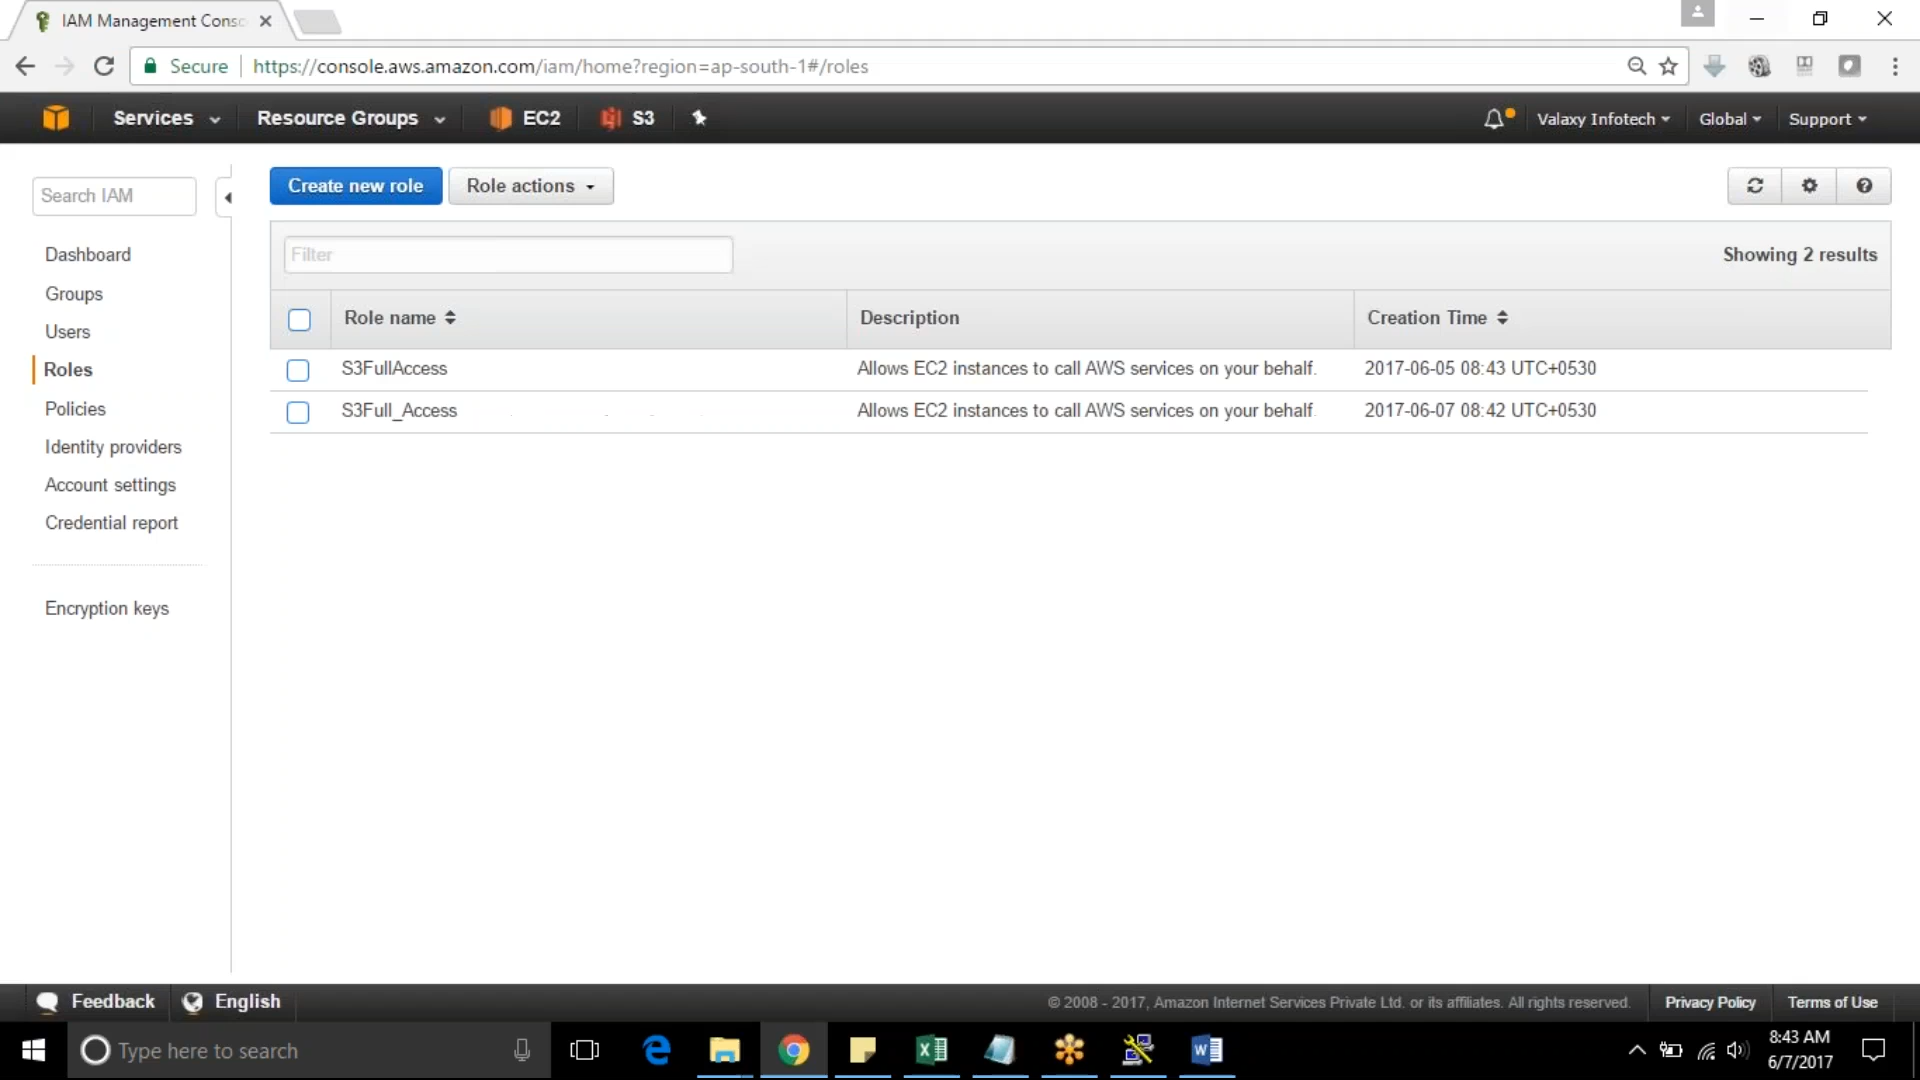 IAM Management Consc
Secure https://console.aws.amazon.com/iam/home?region=ap-south-1#/roles
Services Resource Groups EC2 S3 Valaxy Infotech Global Support
Search IAM
Create new role Role actions
Dashboard
Groups
Users
Roles
Policies
Identity providers
Account settings
Credential report
Encryption keys
Filter Showing 2 results
Role name Description Creation Time
S3FullAccess Allows EC2 instances to call AWS services on your behalf. 2017-06-05 08:43 UTC+0530
S3Full_Access Allows EC2 instances to call AWS services on your behalf. 2017-06-07 08:42 UTC+0530
Feedback English © 2008 - 2017, Amazon Internet Services Private Ltd. or its affiliates. All rights reserved. Privacy Policy Terms of Use
Type here to search
8:43 AM
6/7/2017